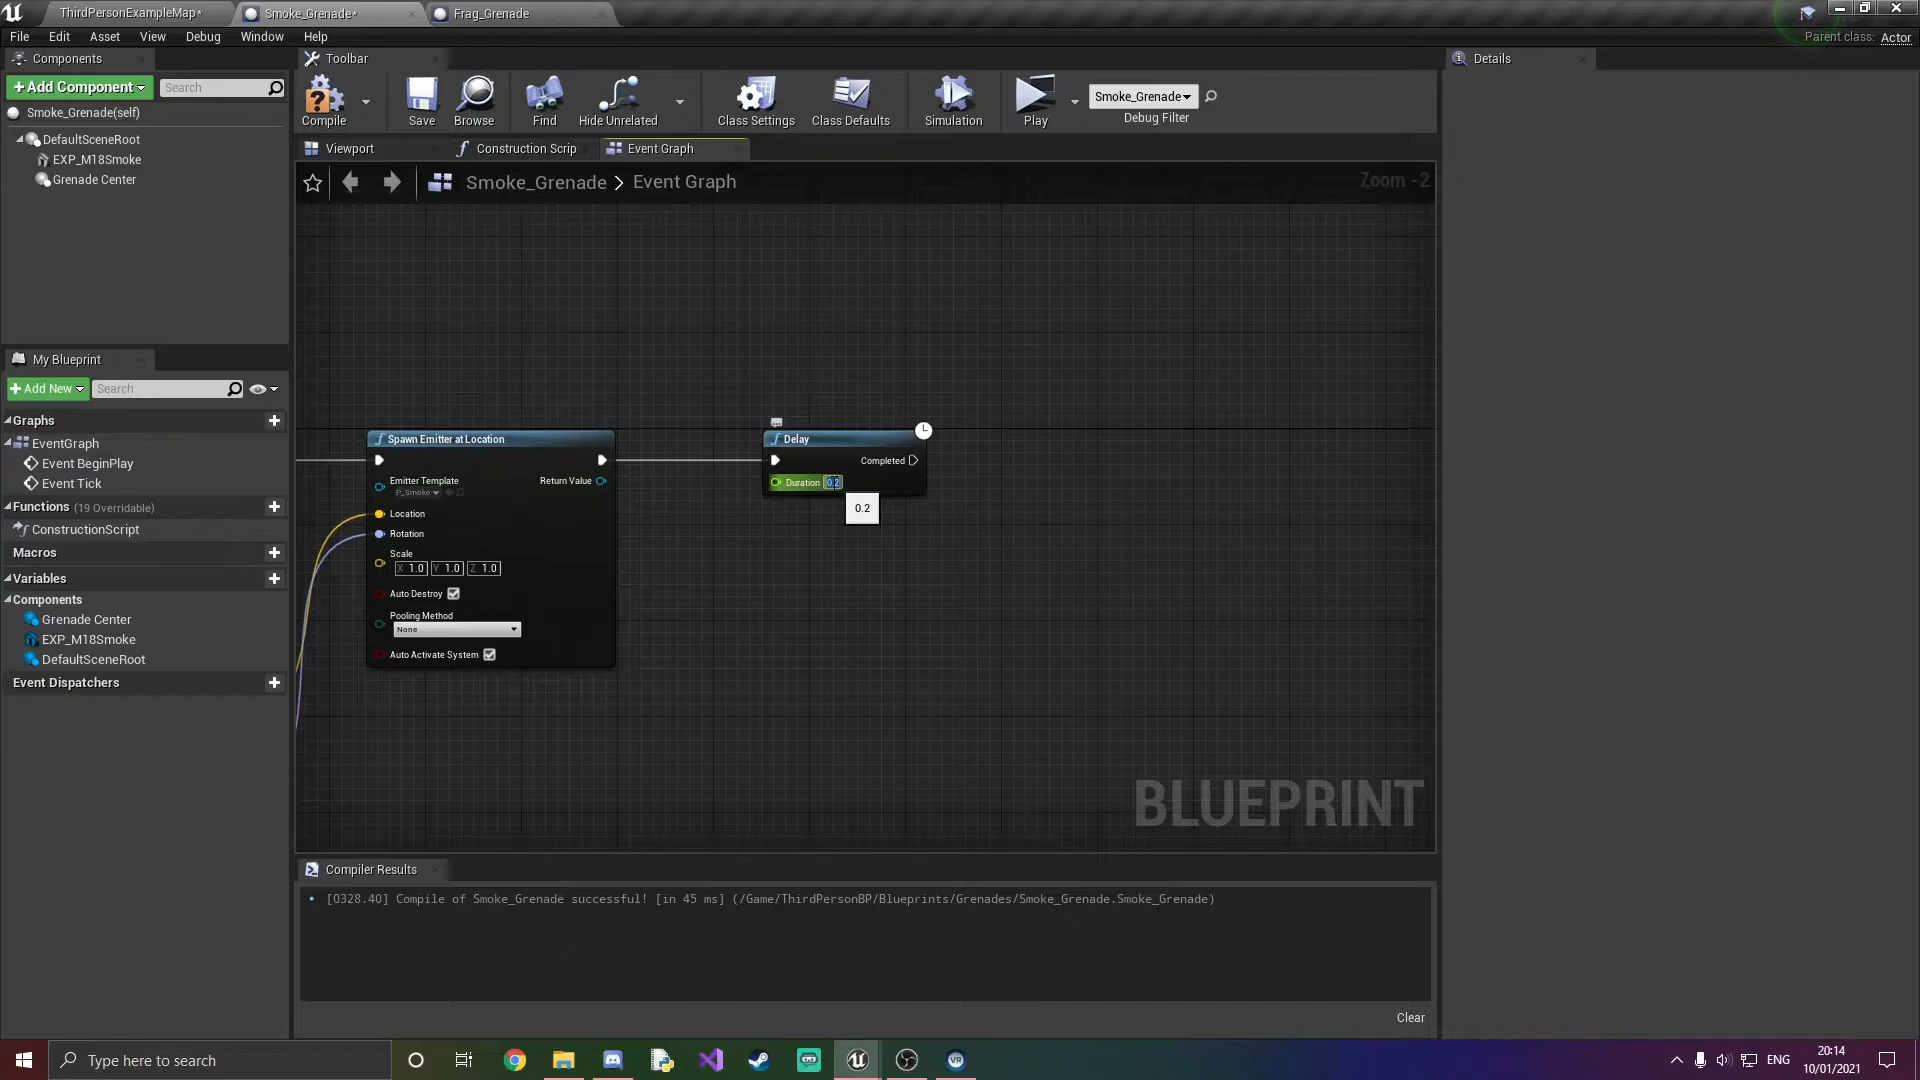 ThirdPersonExampleMap*
Smoke_Grenade*
Frag_Grenade
File
Edit
Asset
View
Debug
Window
Help
Parent class:
Actor
Components
Toolbar
Details
Add Component
Search
Smoke_Grenade(self)
DefaultSceneRoot
EXP_M18Smoke
Grenade Center
Compile
Save
Browse
Find
Hide Unrelated
Class Settings
Class Defaults
Simulation
Play
Smoke_Grenade
Debug Filter
Viewport
Construction Scrip
Event Graph
Smoke_Grenade > Event Graph
Zoom -2
My Blueprint
Add New
Search
Graphs
EventGraph
Event BeginPlay
Event Tick
Functions (19 Overridable)
ConstructionScript
Macros
Variables
Components
Grenade Center
EXP_M18Smoke
DefaultSceneRoot
Event Dispatchers
Spawn Emitter at Location
Emitter Template
P_Smoke
Return Value
Location
Rotation
Scale
X 1.0 Y 1.0 Z 1.0
Auto Destroy
Pooling Method
None
Auto Activate System
Delay
Completed
Duration 0.2
0.2
BLUEPRINT
Compiler Results
[0328.40] Compile of Smoke_Grenade successful! [in 45 ms] (/Game/ThirdPersonBP/Blueprints/Grenades/Smoke_Grenade.Smoke_Grenade)
Clear
Type here to search
ENG
20:14
10/01/2021